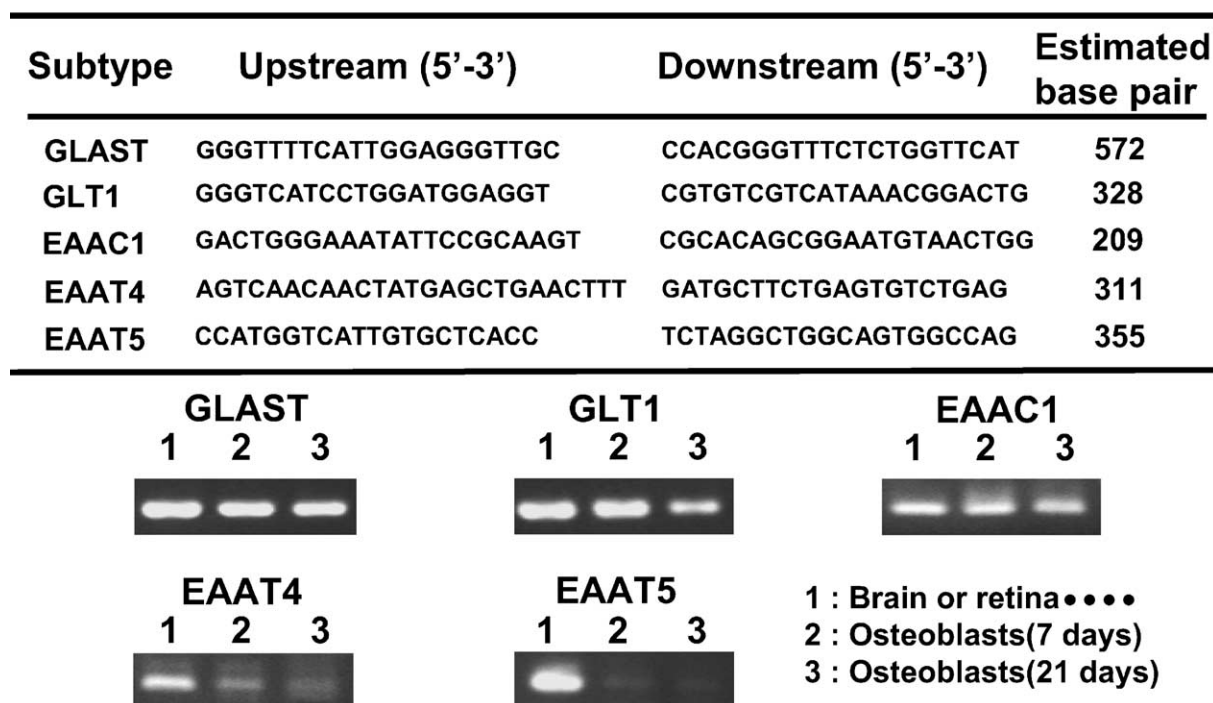 Subtype Upstream (5’-3’) Downstream (5’-3’) Estimated base pair
GLAST GGGTTTTCATTGGAGGGTTGC CCACGGGTTTCTCTGGTTCAT 572
GLT1 GGGTCATCCTGGATGGAGGT CGTGTCGTCATAAACGGACTG 328
EAAC1 GACTGGGAAATATTCCGCAAGT CGCACAGCGGAATGTAACTGG 209
EAAT4 AGTCAACAACTATGAGCTGAACTTT GATGCTTCTGAGTGTCTGAG 311
EAAT5 CCATGGTCATTGTGCTCACC TCTAGGCTGGCAGTGGCCAG 355
GLAST GLT1 EAAC1
1 2 3 1 2 3 1 2 3
EAAT4 EAAT5
1 2 3 1 2 3
1 : Brain or retina••••
2 : Osteoblasts(7 days)
3 : Osteoblasts(21 days)